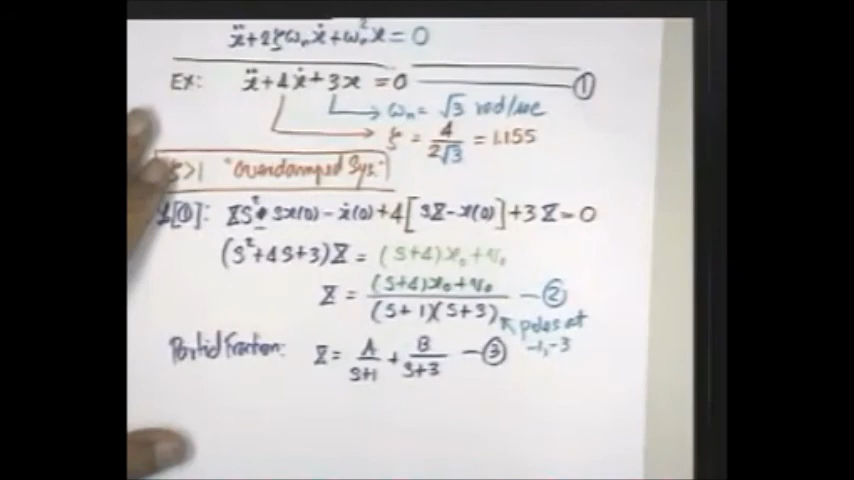 ẍ+2ζωₙẋ+ωₙ²x=0
Ex: ẍ+4ẋ+3x=0 ①
ωₙ = √3 rad/sec
ζ = 4/2√3 = 1.155
ζ>1 "Overdamped Sys."
ℒ[①]: X̄S² - Sx(0) - ẋ(0)+4[SX̄-x(0)]+3X̄=0
(S²+4S+3)X̄ = (S+4)x₀+v₀
X̄ = (S+4)x₀+v₀/(S+1)(S+3) —②
poles at
-1,-3
Partial Fraction: X̄ = A/S+1 + B/S+3 —③